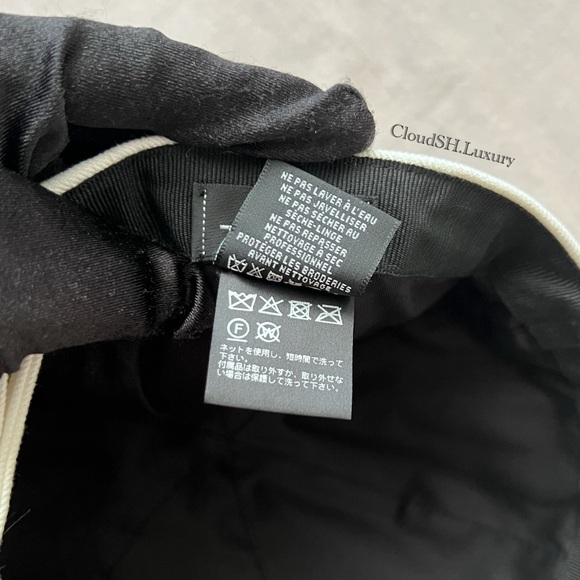 CloudSH.Luxury
NE PAS LAVER À L'EAU
NE PAS JAVELLISER
NE PAS SÉCHER AU
SÈCHE-LINGE
NE PAS REPASSER
NETTOYAGE À SEC
PROFESSIONNEL
PROTÉGER LES BRODERIES
AVANT NETTOYAGE
F W
ネットを使用し、短時間で洗って
下さい。
付属品は取り外すか、取り外せな
い場合は保護して洗って下さい。